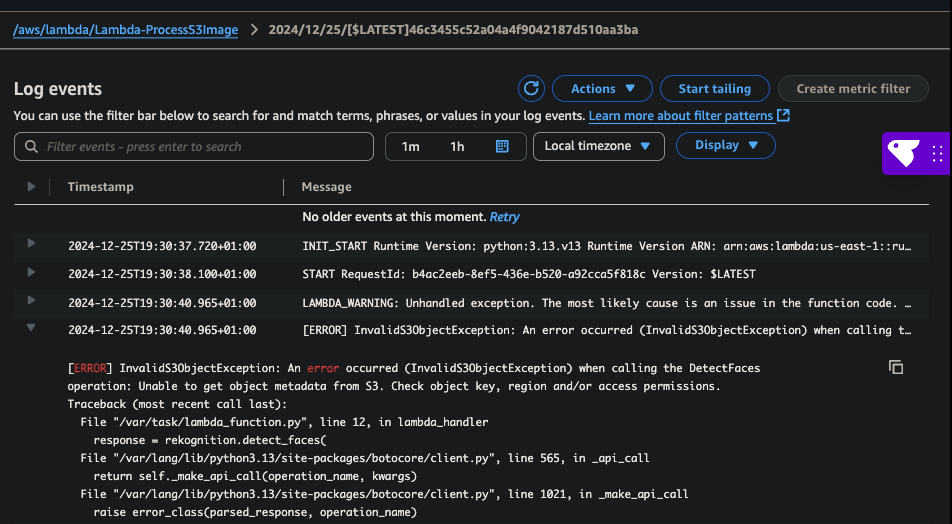 /aws/lambda/Lambda-ProcessS3Image > 2024/12/25/[$LATEST]46c3455c52a04a4f9042187d510aa3ba
Log events
Actions ▼ Start tailing Create metric filter
You can use the filter bar below to search for and match terms, phrases, or values in your log events. Learn more about filter patterns
Filter events - press enter to search
1m 1h Local timezone ▼ Display ▼
Timestamp Message
No older events at this moment. Retry
2024-12-25T19:30:37.720+01:00 INIT_START Runtime Version: python:3.13.v13 Runtime Version ARN: arn:aws:lambda:us-east-1::ru…
2024-12-25T19:30:38.100+01:00 START RequestId: b4ac2eeb-8ef5-436e-b520-a92cca5f818c Version: $LATEST
2024-12-25T19:30:40.965+01:00 LAMBDA_WARNING: Unhandled exception. The most likely cause is an issue in the function code. …
2024-12-25T19:30:40.965+01:00 [ERROR] InvalidS3ObjectException: An error occurred (InvalidS3ObjectException) when calling t…
[ERROR] InvalidS3ObjectException: An error occurred (InvalidS3ObjectException) when calling the DetectFaces
operation: Unable to get object metadata from S3. Check object key, region and/or access permissions.
Traceback (most recent call last):
File "/var/task/lambda_function.py", line 12, in lambda_handler
response = rekognition.detect_faces(
File "/var/lang/lib/python3.13/site-packages/botocore/client.py", line 565, in _api_call
return self._make_api_call(operation_name, kwargs)
File "/var/lang/lib/python3.13/site-packages/botocore/client.py", line 1021, in _make_api_call
raise error_class(parsed_response, operation_name)